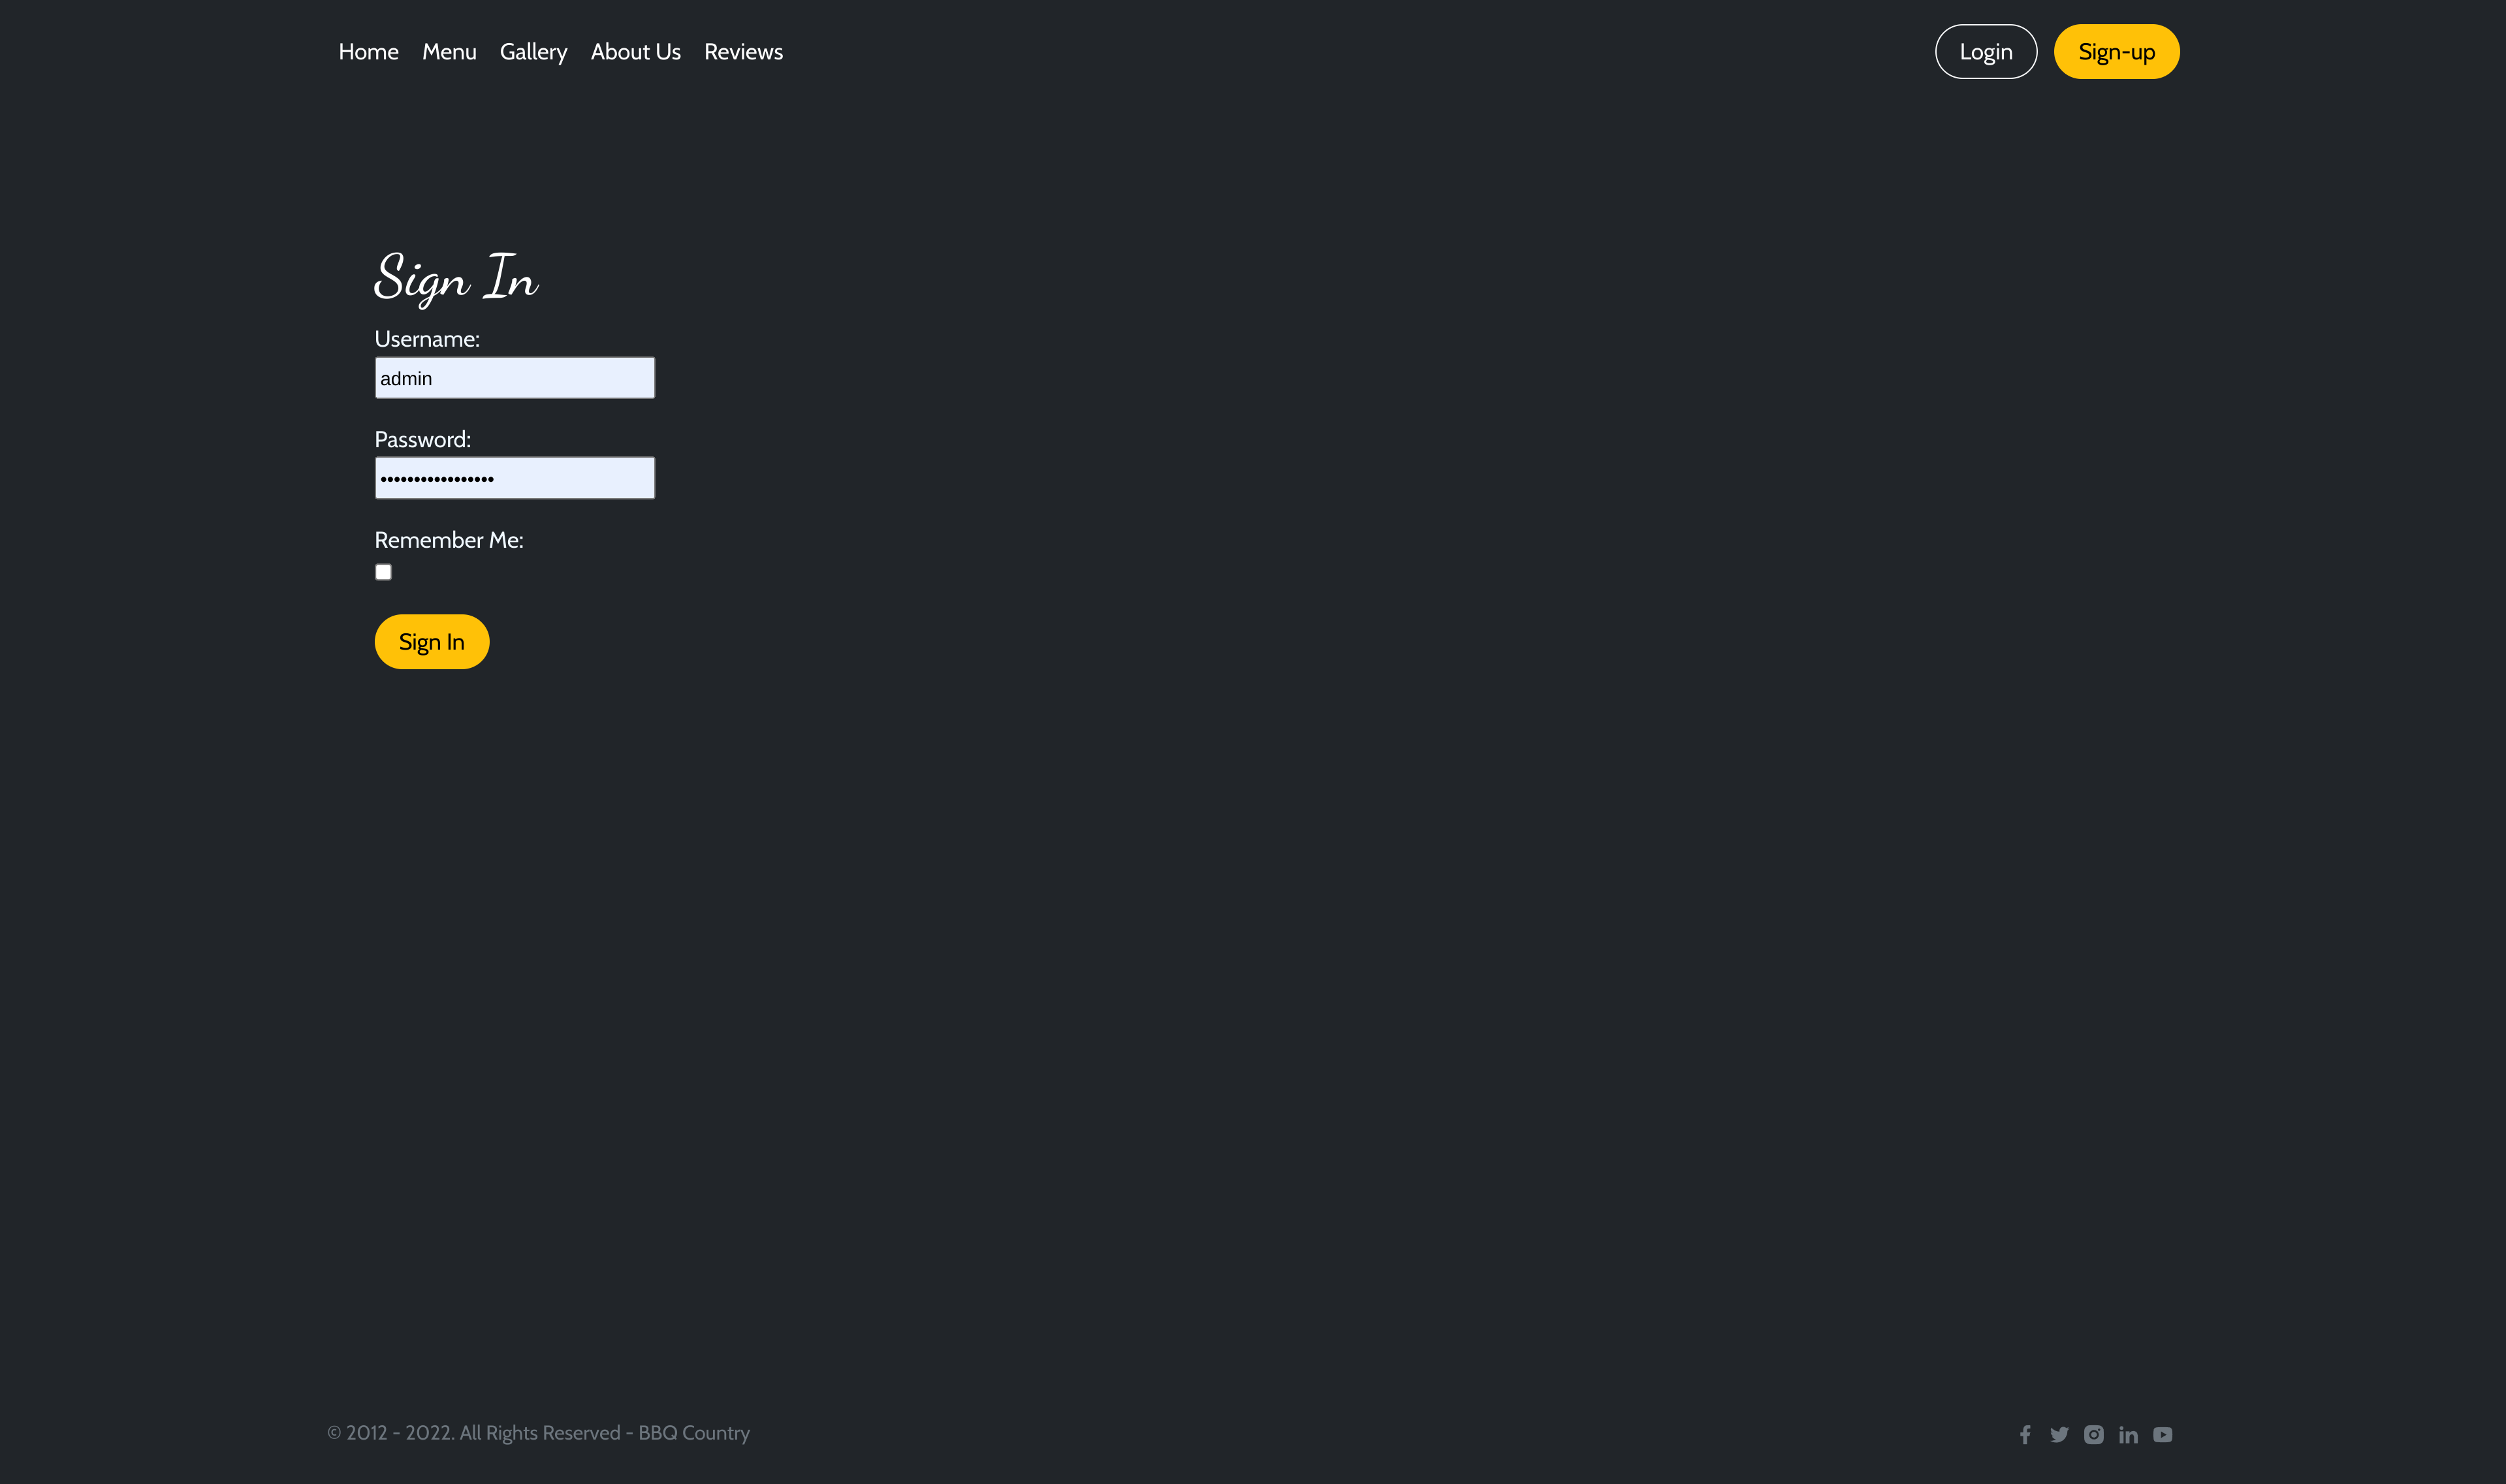 Home Menu Gallery About Us Reviews Login Sign-up
Sign In
Username:
admin
Password:
•••••••••••••••••
Remember Me:
Sign In
© 2012 - 2022. All Rights Reserved - BBQ Country